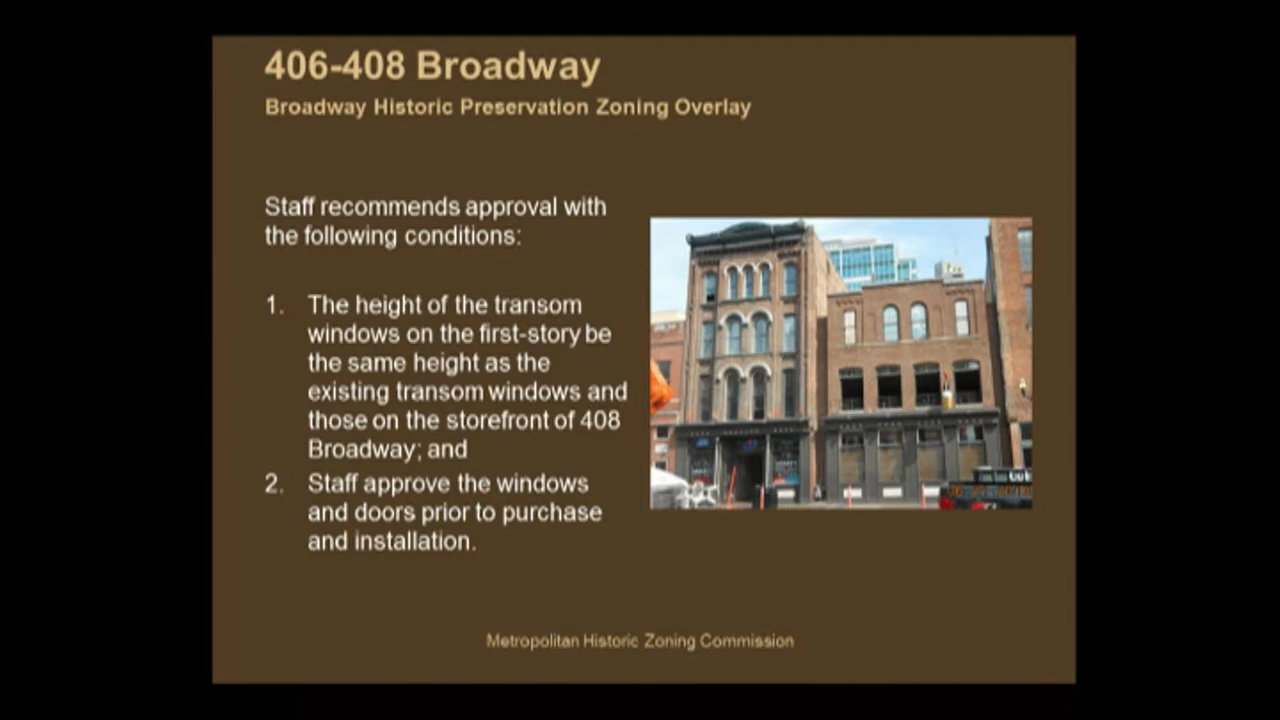 406-408 Broadway
Broadway Historic Preservation Zoning Overlay
Staff recommends approval with
the following conditions:
1. The height of the transom
windows on the first-story be
the same height as the
existing transom windows and
those on the storefront of 408
Broadway; and
2. Staff approve the windows
and doors prior to purchase
and installation.
Metropolitan Historic Zoning Commission